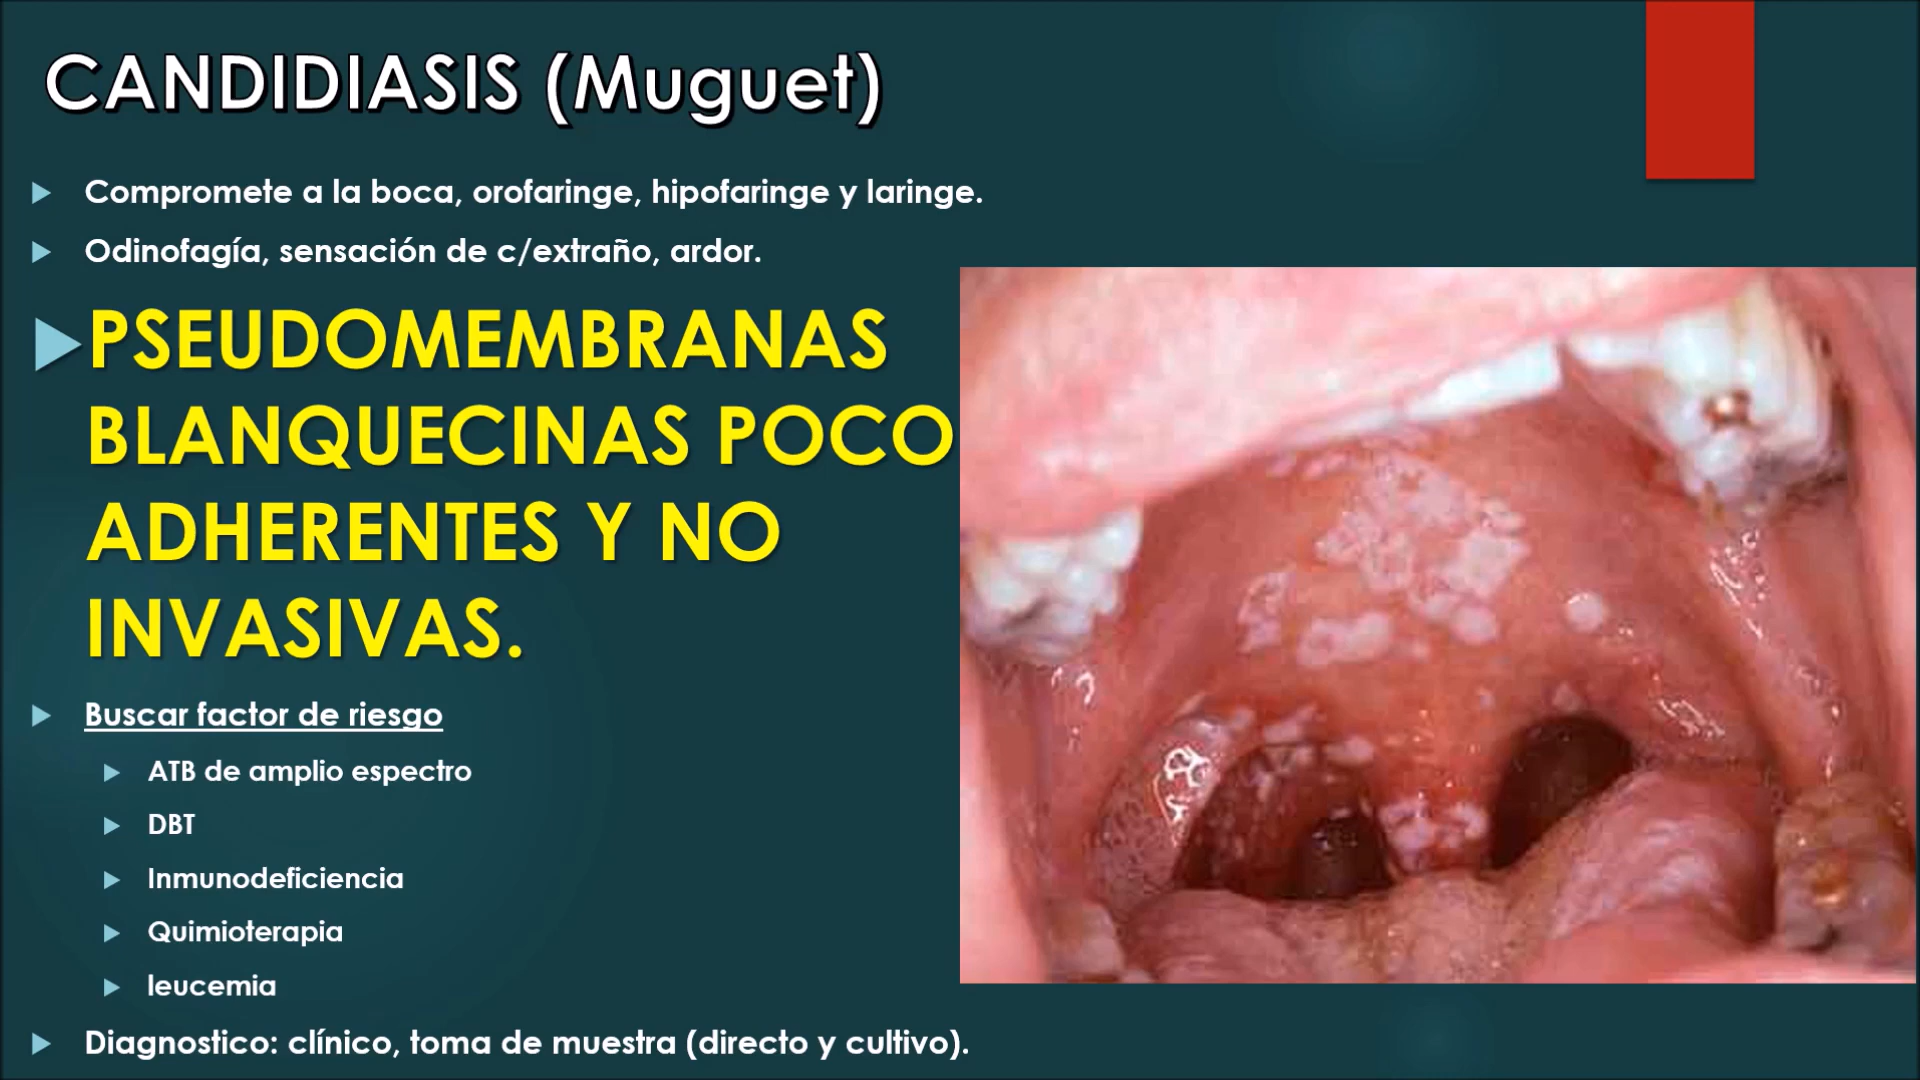 CANDIDIASIS (Muguet)
Compromete a la boca, orofaringe, hipofaringe y laringe.
Odinofagía, sensación de c/extraño, ardor.
PSEUDOMEMBRANAS
BLANQUECINAS POCO
ADHERENTES Y NO
INVASIVAS.
Buscar factor de riesgo
ATB de amplio espectro
DBT
Inmunodeficiencia
Quimioterapia
leucemia
Diagnostico: clínico, toma de muestra (directo y cultivo).